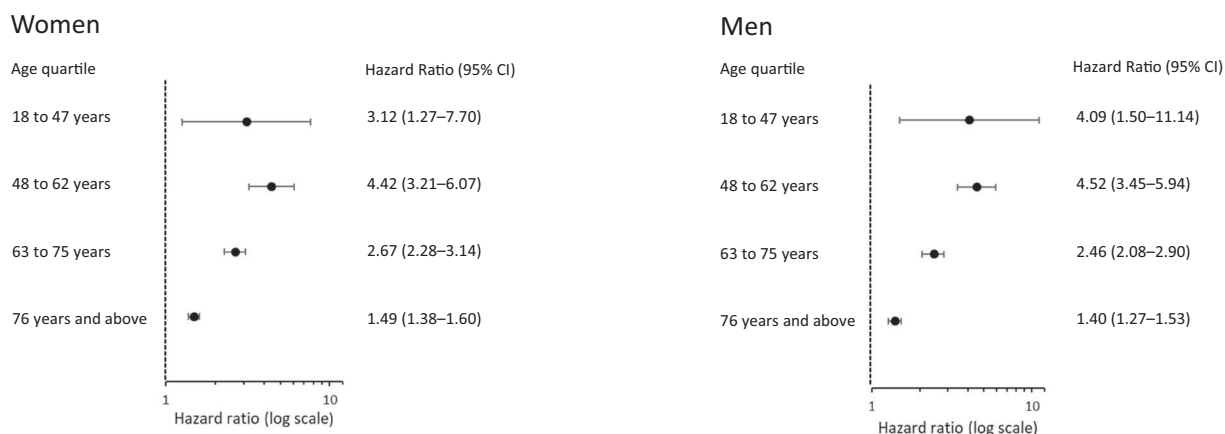 Women
Age quartile Hazard Ratio (95% CI)
18 to 47 years 3.12 (1.27–7.70)
48 to 62 years 4.42 (3.21–6.07)
63 to 75 years 2.67 (2.28–3.14)
76 years and above 1.49 (1.38–1.60)
1 10
Hazard ratio (log scale)
Men
Age quartile Hazard Ratio (95% CI)
18 to 47 years 4.09 (1.50–11.14)
48 to 62 years 4.52 (3.45–5.94)
63 to 75 years 2.46 (2.08–2.90)
76 years and above 1.40 (1.27–1.53)
1 10
Hazard ratio (log scale)